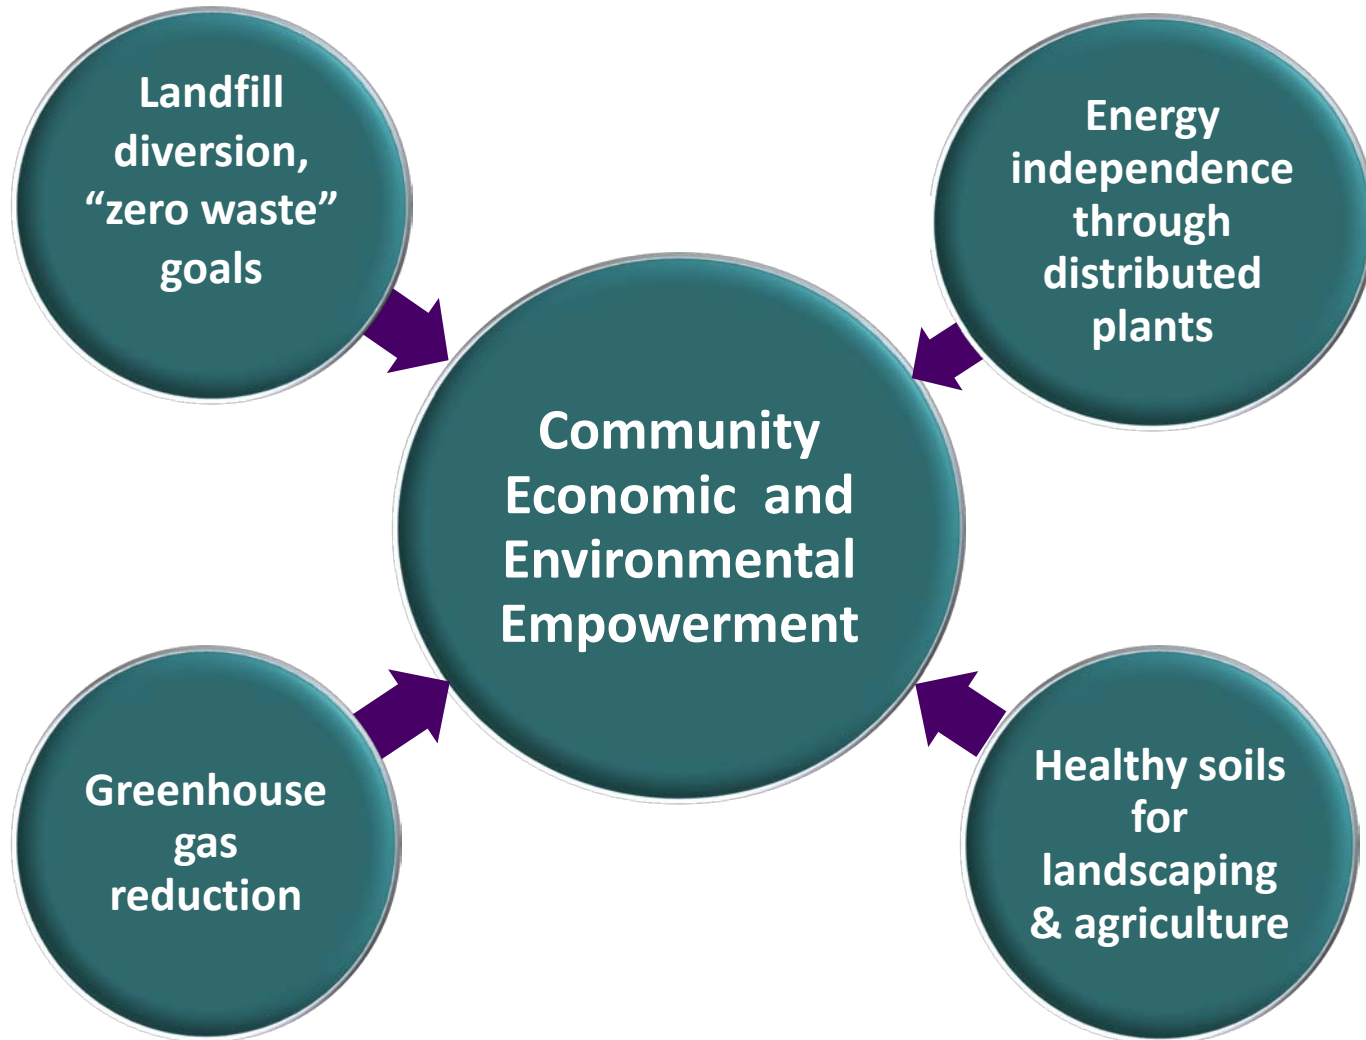 Landfill
diversion,
“zero waste”
goals
Energy
independence
through
distributed
plants
Community
Economic  and
Environmental
Empowerment
Greenhouse
gas
reduction
Healthy soils
for
landscaping
& agriculture